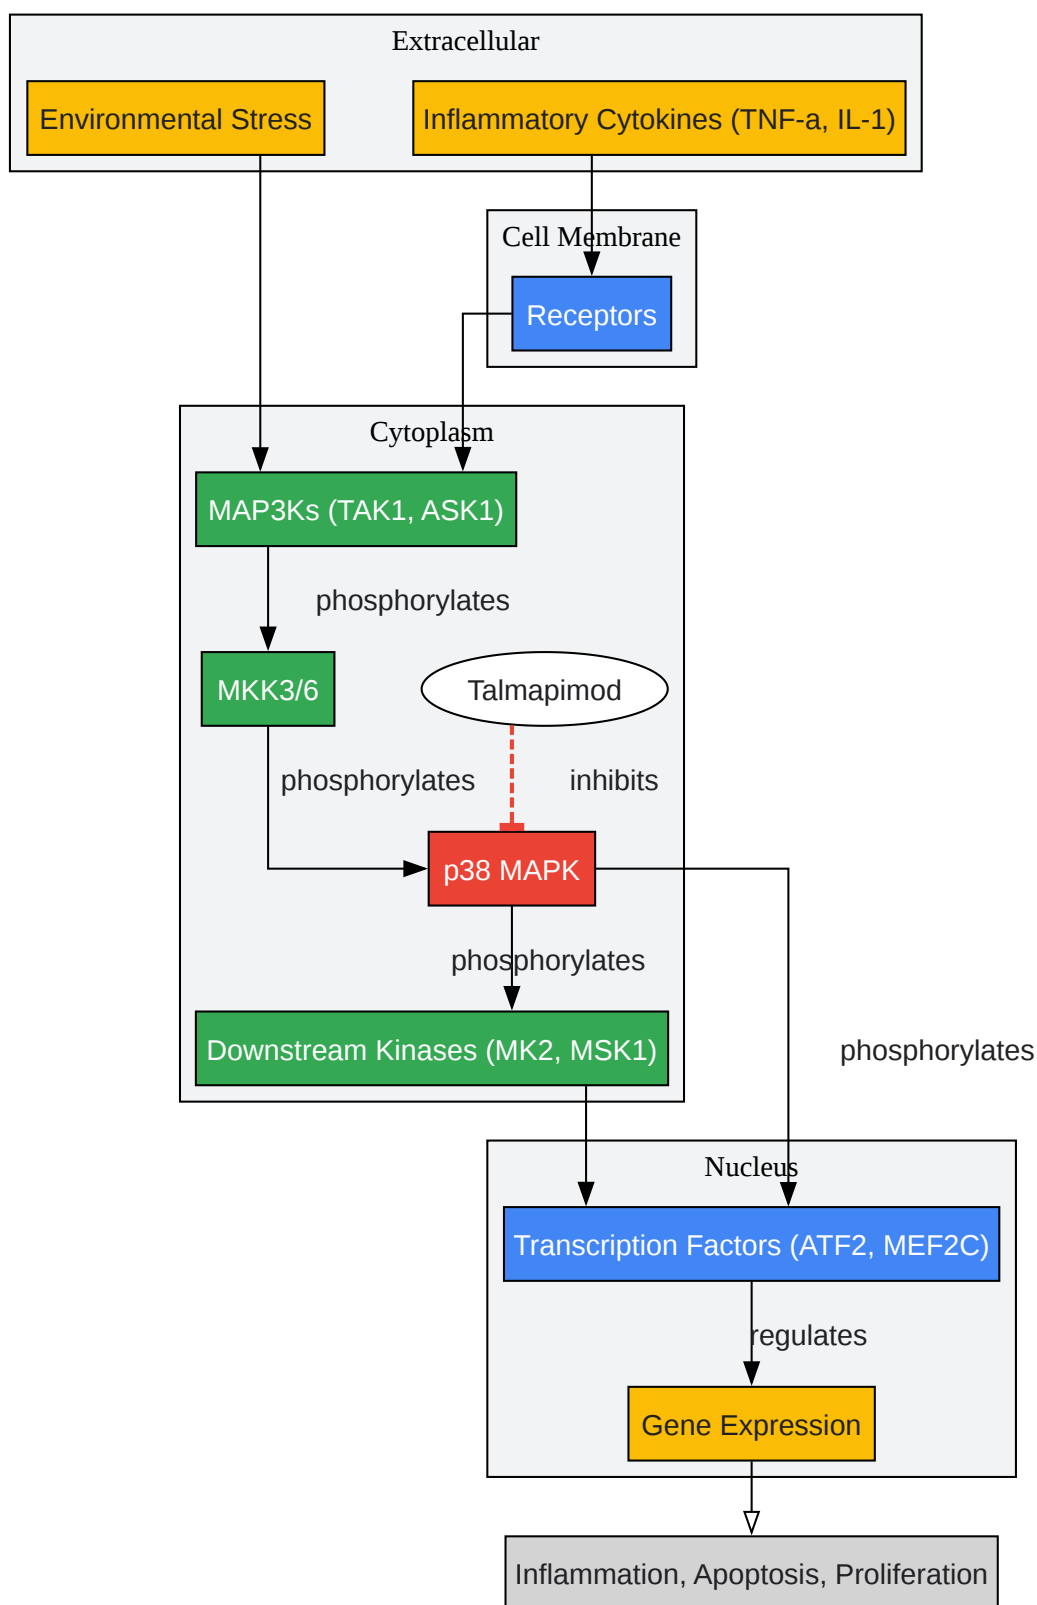 Extracellular
Environmental Stress
Inflammatory Cytokines (TNF-a, IL-1)
Cell Membrane
Receptors
Cytoplasm
MAP3Ks (TAK1, ASK1)
phosphorylates
MKK3/6
Talmapimod
phosphorylates
inhibits
p38 MAPK
phosphorylates
Downstream Kinases (MK2, MSK1)
phosphorylates
Nucleus
Transcription Factors (ATF2, MEF2C)
regulates
Gene Expression
Inflammation, Apoptosis, Proliferation